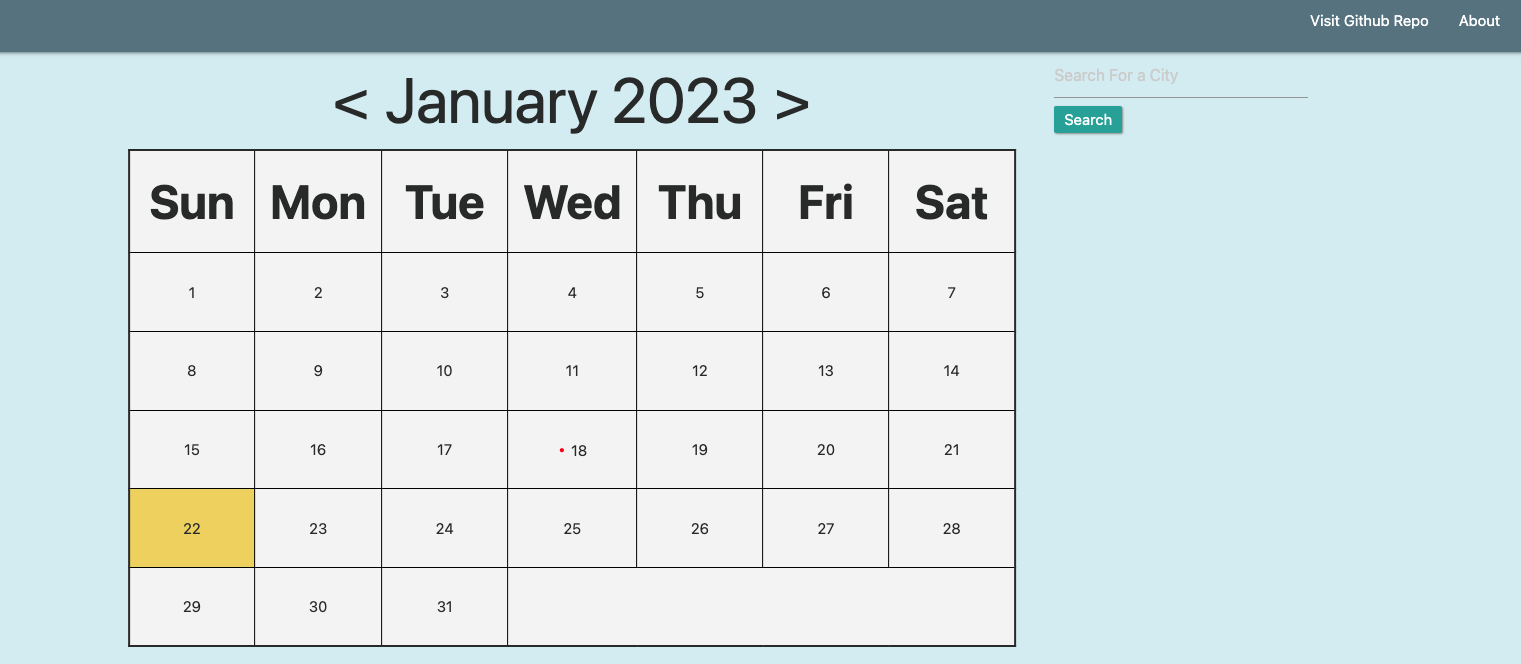 Visit Github Repo About
< January 2023 >
Search For a City
Search
Sun Mon Tue Wed Thu Fri Sat
1 2 3 4 5 6 7
8 9 10 11 12 13 14
15 16 17 • 18 19 20 21
22 23 24 25 26 27 28
29 30 31